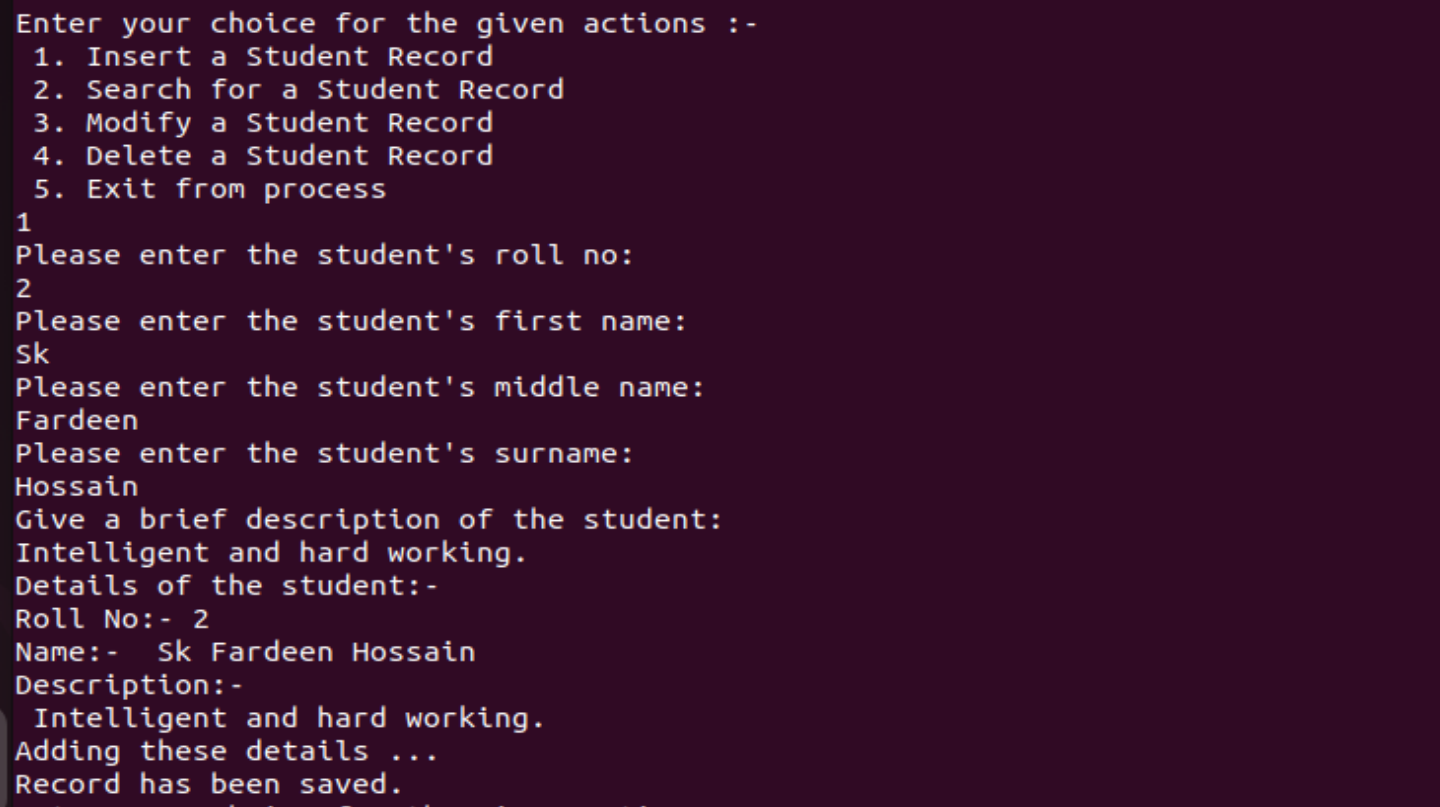 Enter your choice for the given actions :-
 1. Insert a Student Record
 2. Search for a Student Record
 3. Modify a Student Record
 4. Delete a Student Record
 5. Exit from process
1
Please enter the student's roll no:
2
Please enter the student's first name:
Sk
Please enter the student's middle name:
Fardeen
Please enter the student's surname:
Hossain
Give a brief description of the student:
Intelligent and hard working.
Details of the student:-
Roll No:- 2
Name:-  Sk Fardeen Hossain
Description:-
 Intelligent and hard working.
Adding these details ...
Record has been saved.